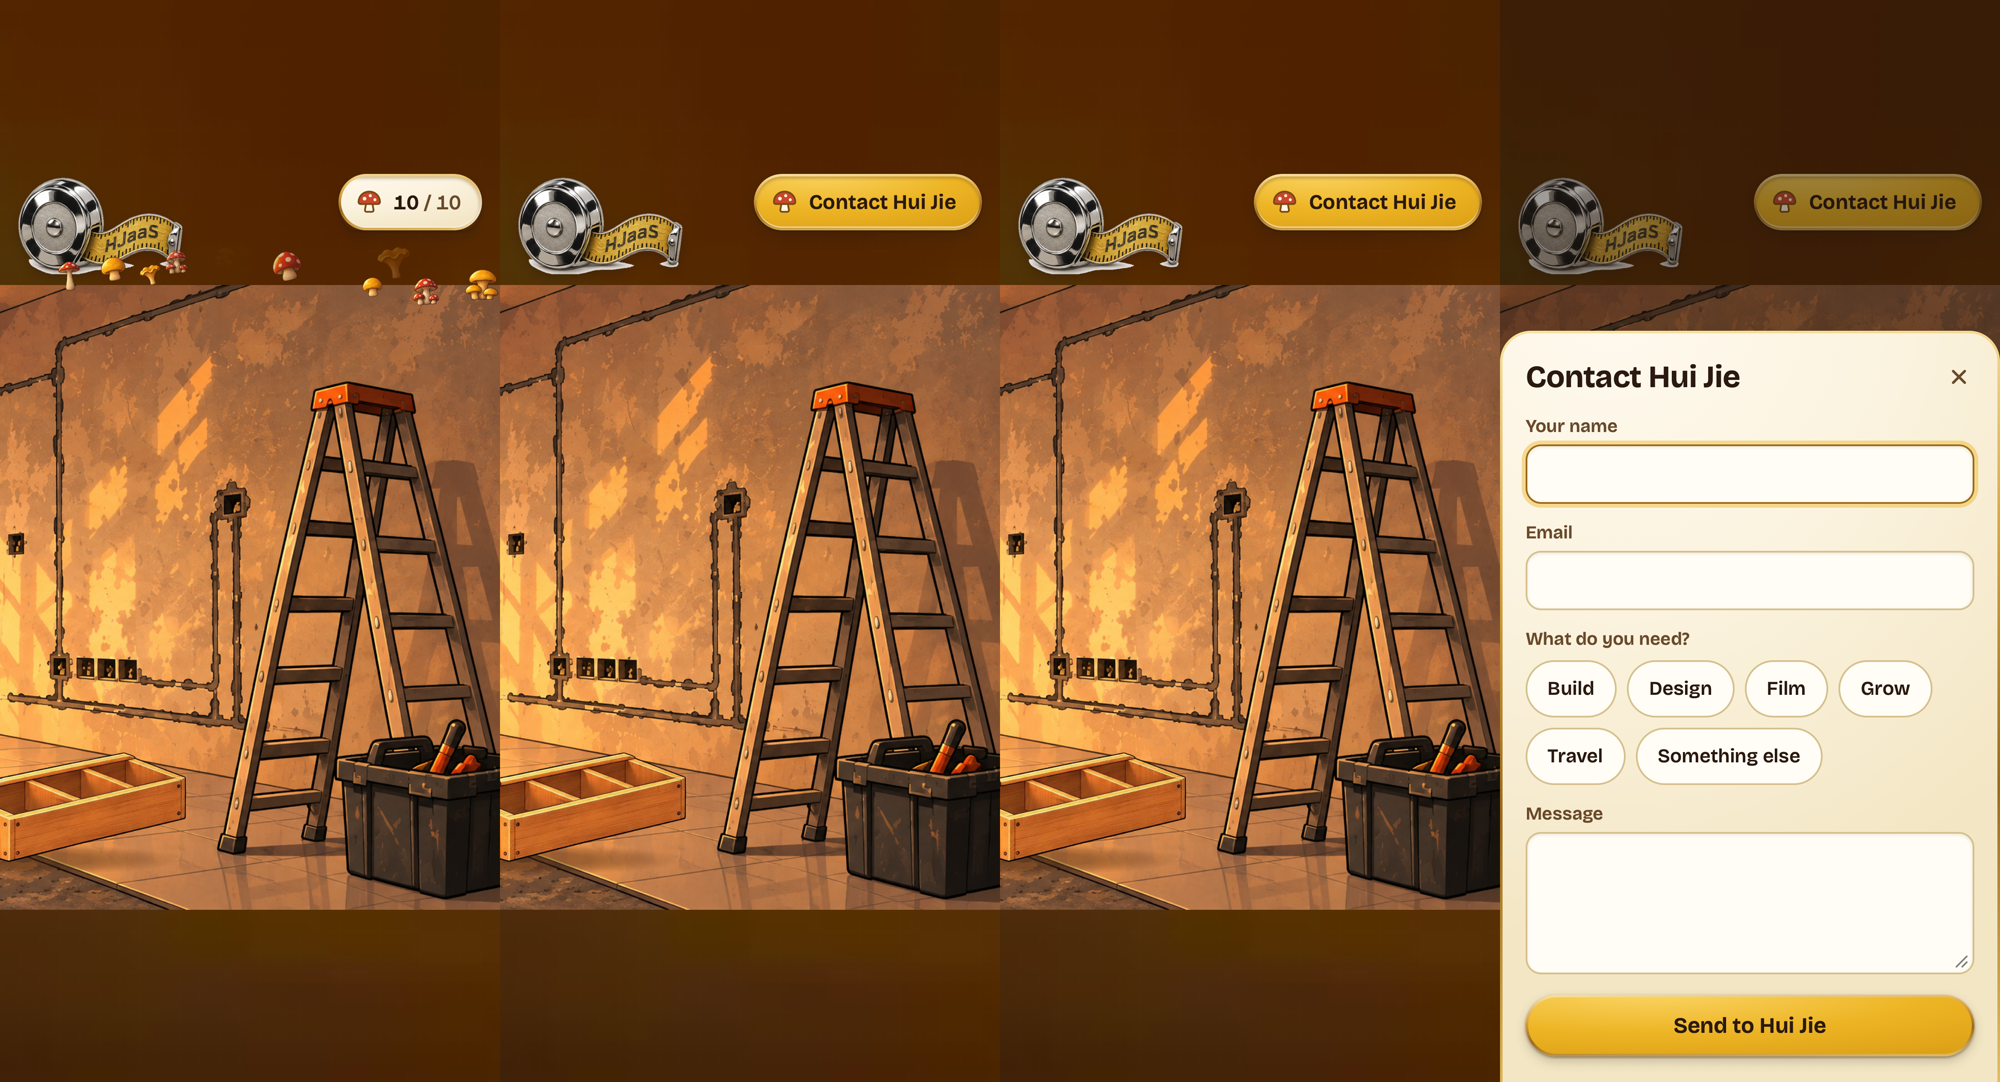 10 / 10
HJaaS
Contact Hui Jie
HJaaS
Contact Hui Jie
HJaaS
Contact Hui Jie
HJaaS
Contact Hui Jie
Your name
Email
What do you need?
Build
Design
Film
Grow
Travel
Something else
Message
Send to Hui Jie